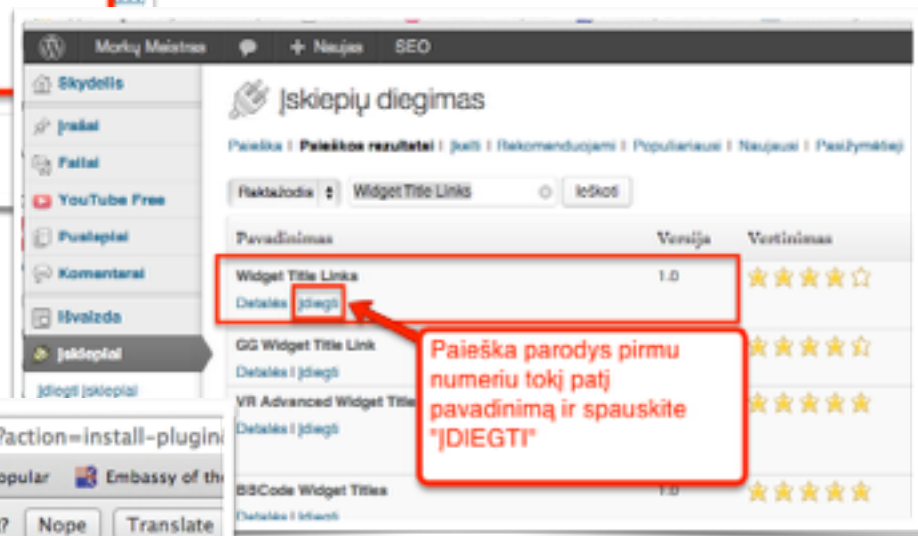 Morkų Meistras + Naujas SEO
Skydelis
Įrašai
Failai
YouTube Free
Puslapiai
Komentarai
Išvaizda
Įskiepiai
Įdiegti įskiepiai
Įskiepių diegimas
Paieška | Paieškos rezultatai | Įkelti | Rekomenduojami | Populiariausi | Naujausi | Pasižymėtieji
Raktažodis Widget Title Links Ieškoti
Pavadinimas Versija Vertinimas
Widget Title Links 1.0
Detalės Įdiegti
GG Widget Title Link
Detalės | Įdiegti
VR Advanced Widget Title
Detalės | Įdiegti
BBCode Widget Titles 1.0
Detalės | Įdiegti
Paieška parodys pirmu
numeriu tokį patį
pavadinimą ir spauskite
"ĮDIEGTI"
?action=install-plugin
opular Embassy of the
? Nope Translate